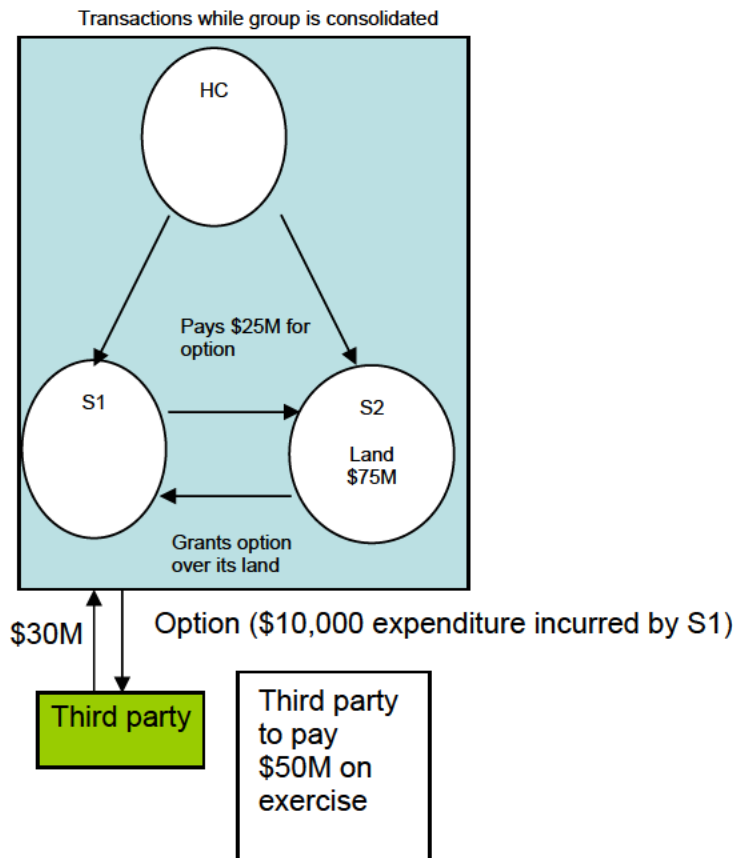 Transactions while group is consolidated
HC
Pays $25M for
option
S1
S2
Land
$75M
Grants option
over its land
$30M
Option ($10,000 expenditure incurred by S1)
Third party
Third party
to pay
$50M on
exercise